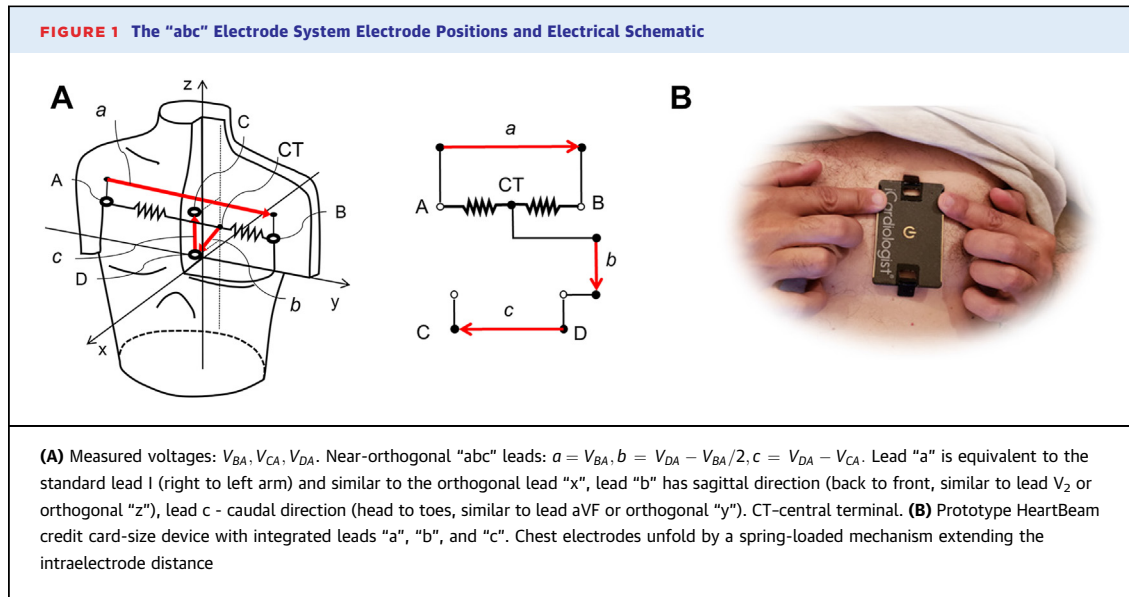 FIGURE 1 The "abc" Electrode System Electrode Positions and Electrical Schematic
A
z
a
C
CT
A
B
c
D
b
y
x
a
CT
A
B
b
c
C
D
B
iCardiologist®
(A) Measured voltages: V_BA, V_CA, V_DA. Near-orthogonal "abc" leads: a = V_BA, b = V_DA − V_BA/2, c = V_DA − V_CA. Lead "a" is equivalent to the
standard lead I (right to left arm) and similar to the orthogonal lead "x", lead "b" has sagittal direction (back to front, similar to lead V₂ or
orthogonal "z"), lead c - caudal direction (head to toes, similar to lead aVF or orthogonal "y"). CT-central terminal. (B) Prototype HeartBeam
credit card-size device with integrated leads "a", "b", and "c". Chest electrodes unfold by a spring-loaded mechanism extending the
intraelectrode distance